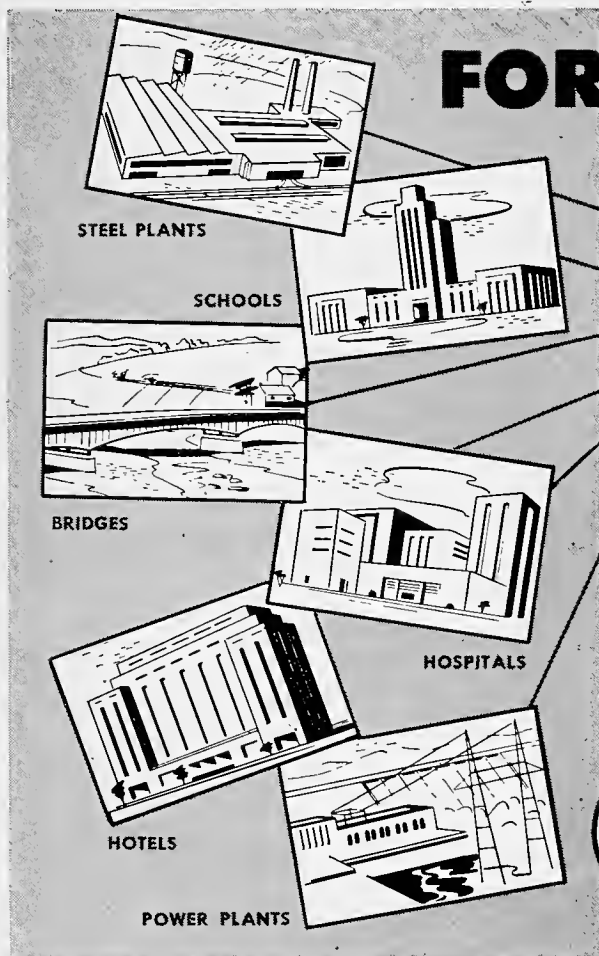 FOR
STEEL PLANTS
SCHOOLS
BRIDGES
HOSPITALS
HOTELS
POWER PLANTS